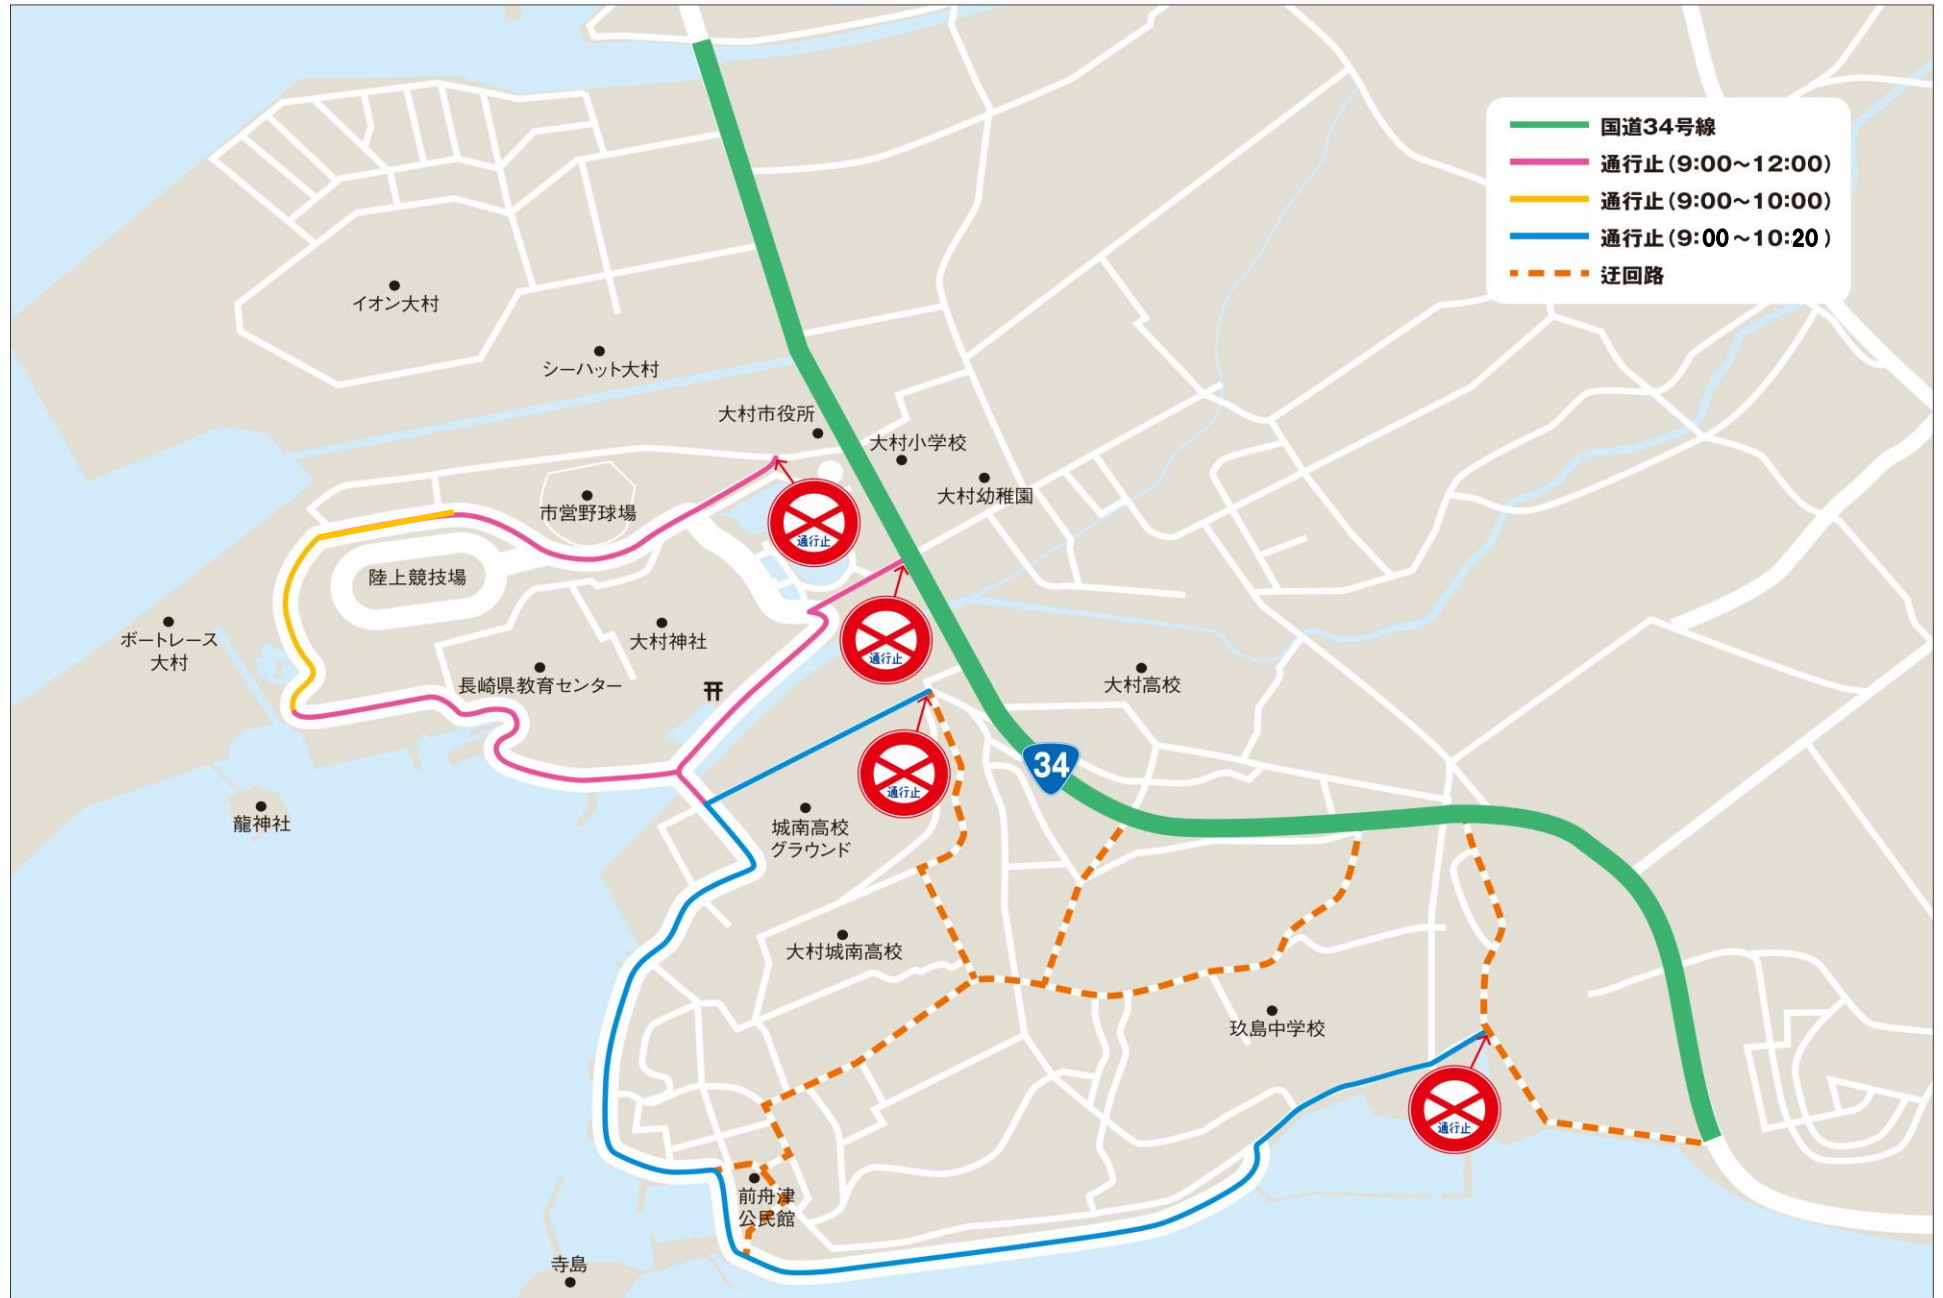 国道34号線
通行止(9:00～12:00)
通行止(9:00～10:00)
通行止(9:00～10:20)
迂回路
イオン大村
シーハット大村
大村市役所
大村小学校
大村幼稚園
市営野球場
通行止
陸上競技場
ボートレース
大村
大村神社
通行止
長崎県教育センター
大村高校
34
通行止
龍神社
城南高校
グラウンド
大村城南高校
玖島中学校
通行止
前舟津
公民館
寺島